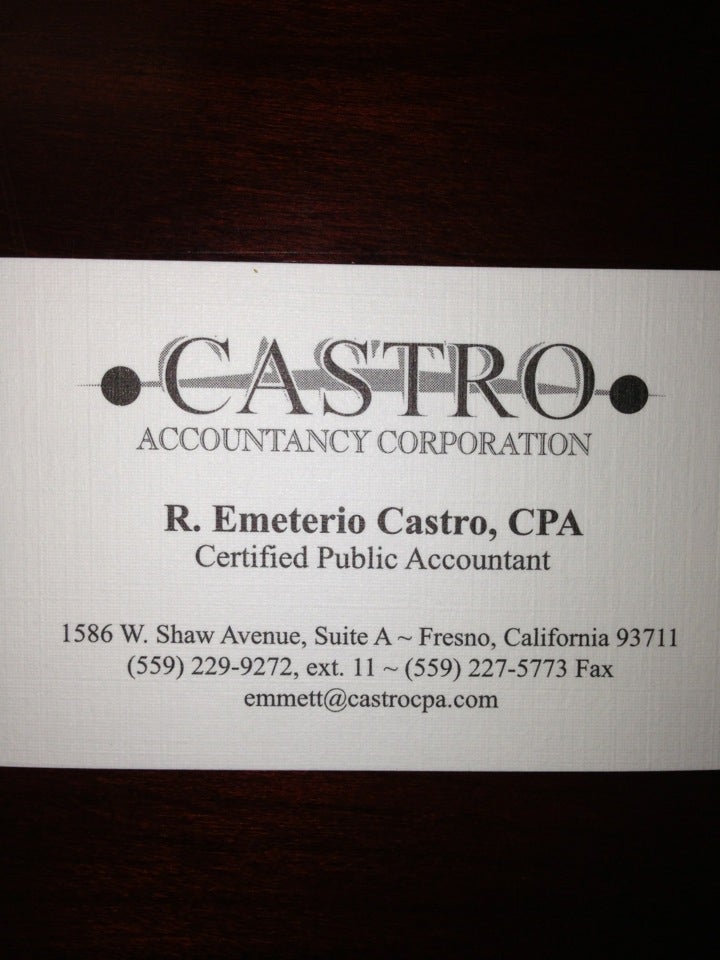 CASTRO
ACCOUNTANCY CORPORATION
R. Emeterio Castro, CPA
Certified Public Accountant
1586 W. Shaw Avenue, Suite A ~ Fresno, California 93711
(559) 229-9272, ext. 11 ~ (559) 227-5773 Fax
emmett@castrocpa.com